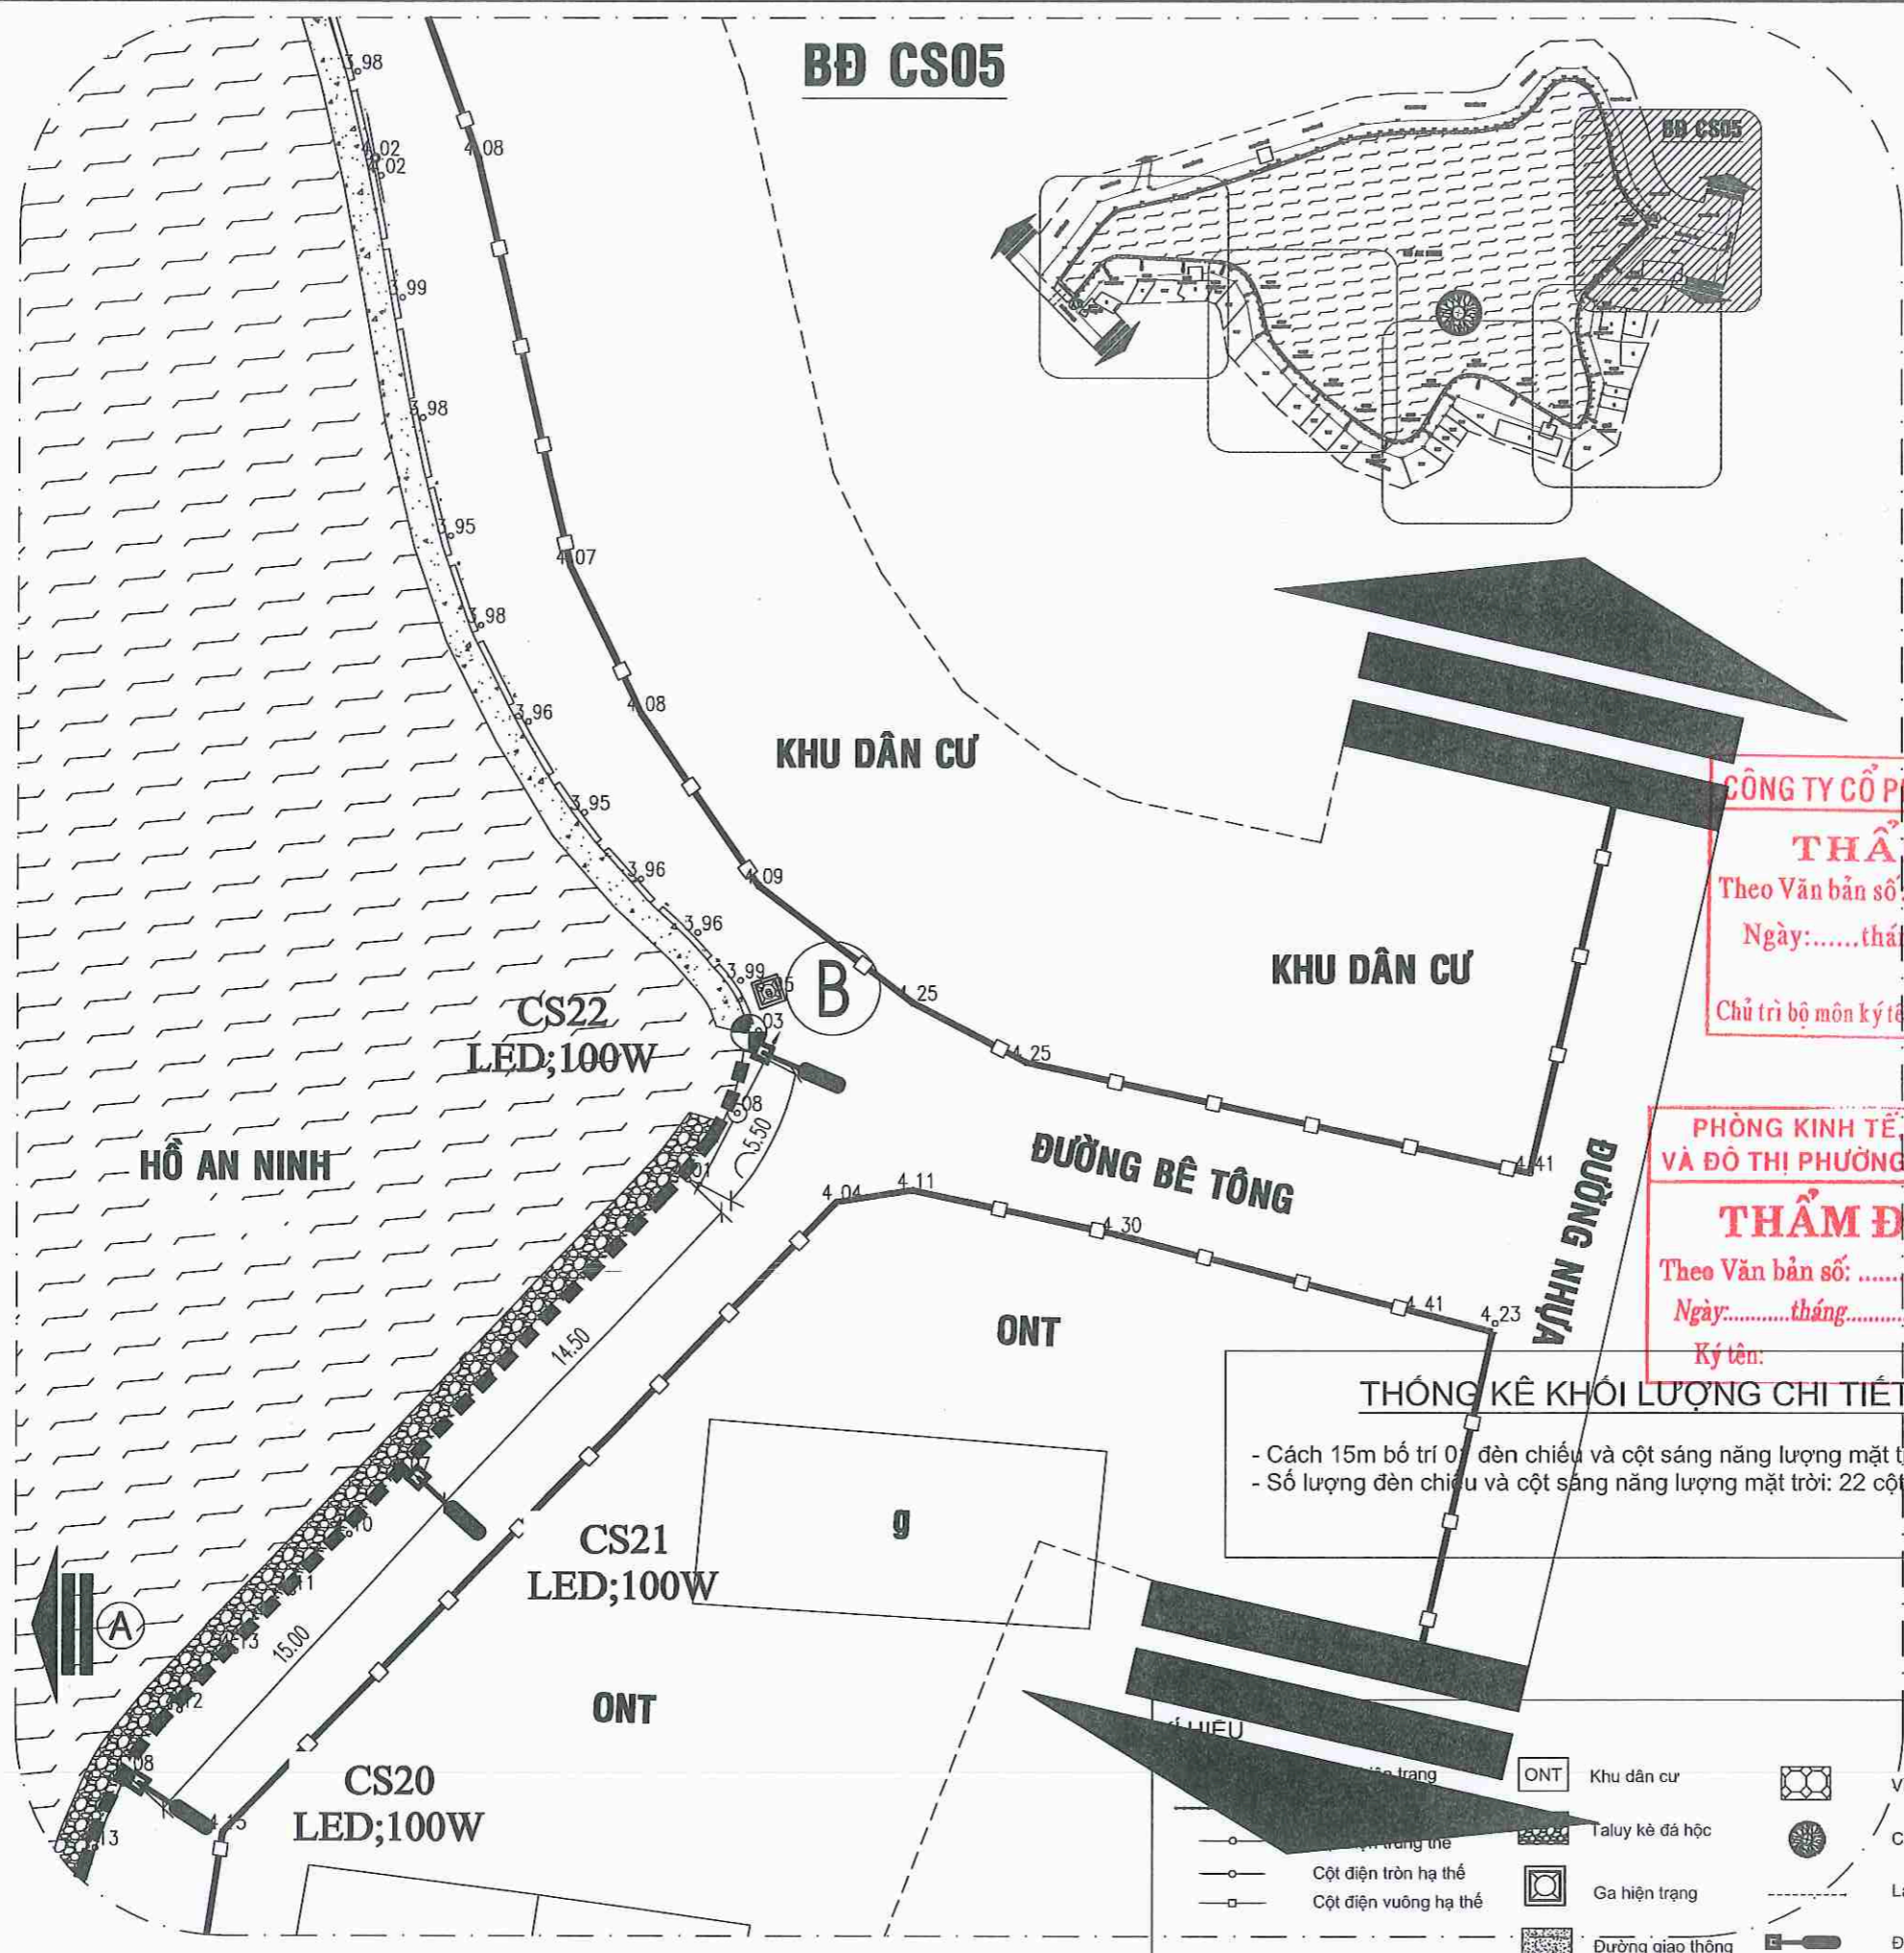 BĐ CS05
BĐ CS05
3.98
4.02
4.02
4.08
3.99
3.98
3.95
4.07
3.98
3.96
4.08
KHU DÂN CƯ
3.95
3.96
4.09
3.96
3.99
B
4.25
KHU DÂN CƯ
CS22
LED;100W
4.25
5.50
HỒ AN NINH
ĐƯỜNG BÊ TÔNG
4.41
ĐƯỜNG NHỰA
4.04
4.11
4.30
4.41
4.23
14.50
ONT
CÔNG TY CỔ
Theo Văn bản số
Ngày:......
Chủ trì bộ môn ký
PHÒNG KINH TẾ
VÀ ĐÔ THỊ PHƯỜNG
THẨM
Theo Văn bản số: .......
Ngày:............tháng..........
Ký tên:
THỐNG KÊ KHỐI LƯỢNG CHI TIẾT
- Cách 15m bố trí 01 đèn chiếu và cột sáng năng lượng mặt
- Số lượng đèn chiếu và cột sáng năng lượng mặt trời: 22 cột
g
CS21
LED;100W
A
15.00
ONT
CS20
LED;100W
4.15
KÍ HIỆU
ONT
Khu dân cư
Taluy kè đá hộc
Cột điện tròn hạ thế
Cột điện vuông hạ thế
Ga hiện trạng
Đường giao thông